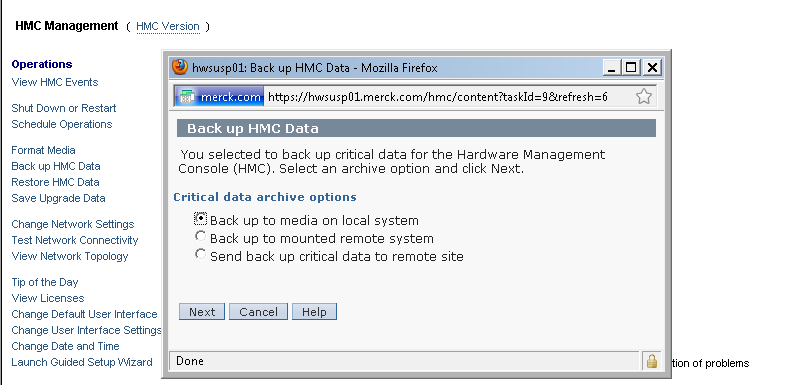 HMC Management ( HMC Version )
Operations
View HMC Events
Shut Down or Restart
Schedule Operations
Format Media
Back up HMC Data
Restore HMC Data
Save Upgrade Data
Change Network Settings
Test Network Connectivity
View Network Topology
Tip of the Day
View Licenses
Change Default User Interface
Change User Interface Settings
Change Date and Time
Launch Guided Setup Wizard
hwsusp01: Back up HMC Data - Mozilla Firefox
merck.com https://hwsusp01.merck.com/hmc/content?taskId=9&refresh=6
Back up HMC Data
You selected to back up critical data for the Hardware Management
Console (HMC). Select an archive option and click Next.
Critical data archive options
Back up to media on local system
Back up to mounted remote system
Send back up critical data to remote site
Next Cancel Help
Done
tion of problems